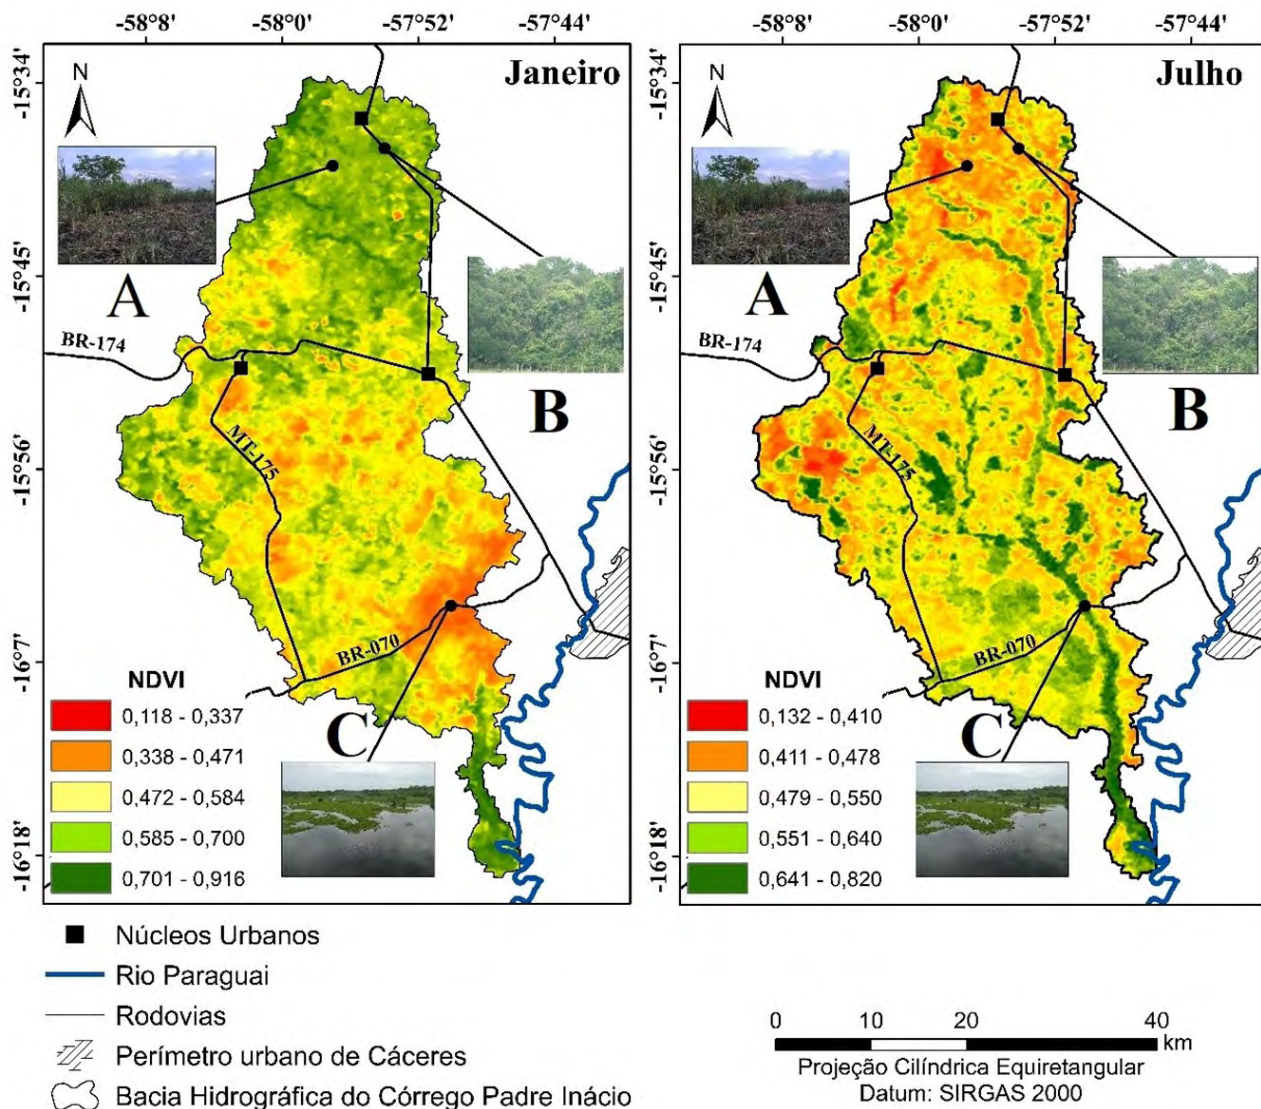 -58°8' -58°0' -57°52' -57°44'
-58°8' -58°0' -57°52' -57°44'
-15°34'
-15°45'
-15°56'
-16°7'
-16°18'
N
Janeiro
A
B
C
BR-174
MT-175
BR-070
NDVI
0,118 - 0,337
0,338 - 0,471
0,472 - 0,584
0,585 - 0,700
0,701 - 0,916
-15°34'
-15°45'
-15°56'
-16°7'
-16°18'
N
Julho
A
B
C
BR-174
MT-175
BR-070
NDVI
0,132 - 0,410
0,411 - 0,478
0,479 - 0,550
0,551 - 0,640
0,641 - 0,820
Núcleos Urbanos
Rio Paraguai
Rodovias
Perímetro urbano de Cáceres
Bacia Hidrográfica do Córrego Padre Inácio
0 10 20 40
km
Projeção Cilíndrica Equiretangular
Datum: SIRGAS 2000